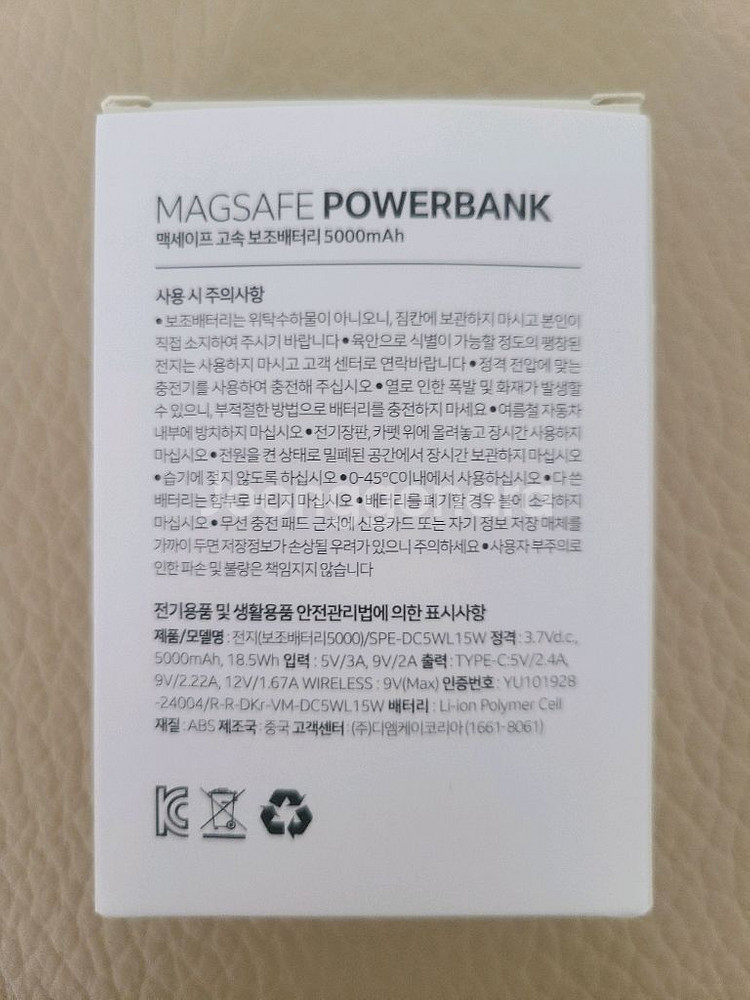 MAGSAFE POWERBANK
맥세이프 고속 보조배터리 5000mAh
사용 시 주의사항
• 보조배터리는 위탁수하물이 아니오니, 짐칸에 보관하지 마시고 본인이
직접 소지하여 주시기 바랍니다 • 육안으로 식별이 가능할 정도의 팽창된
전지는 사용하지 마시고 고객 센터로 연락바랍니다 • 정격 전압에 맞는
충전기를 사용하여 충전해 주십시오 • 열로 인한 폭발 및 화재가 발생할
수 있으니, 부적절한 방법으로 배터리를 충전하지 마세요 • 여름철 자동차
내부에 방치하지 마십시오 • 전기장판, 카펫 위에 올려놓고 장시간 사용하지
마십시오 • 전원을 켠 상태로 밀폐된 공간에서 장시간 보관하지 마십시오
• 습기에 젖지 않도록 하십시오 • 0-45°C이내에서 사용하십시오 • 다 쓴
배터리는 함부로 버리지 마십시오 • 배터리를 폐기할 경우 불에 소각하지
마십시오 • 무선 충전 패드 근처에 신용카드 또는 자기 정보 저장 매체를
가까이 두면 저장정보가 손상될 우려가 있으니 주의하세요 • 사용자 부주의로
인한 파손 및 불량은 책임지지 않습니다
전기용품 및 생활용품 안전관리법에 의한 표시사항
제품/모델명 : 전지(보조배터리5000)/SPE-DC5WL15W 정격 : 3.7Vd.c.,
5000mAh, 18.5Wh 입력 : 5V/3A, 9V/2A 출력 : TYPE-C:5V/2.4A,
9V/2.22A, 12V/1.67A WIRELESS : 9V(Max) 인증번호 : YU101928
-24004/R-R-DKr-VM-DC5WL15W 배터리 : Li-ion Polymer Cell
재질 : ABS 제조국 : 중국 고객센터 : (주)디엠케이코리아 (1661-8061)